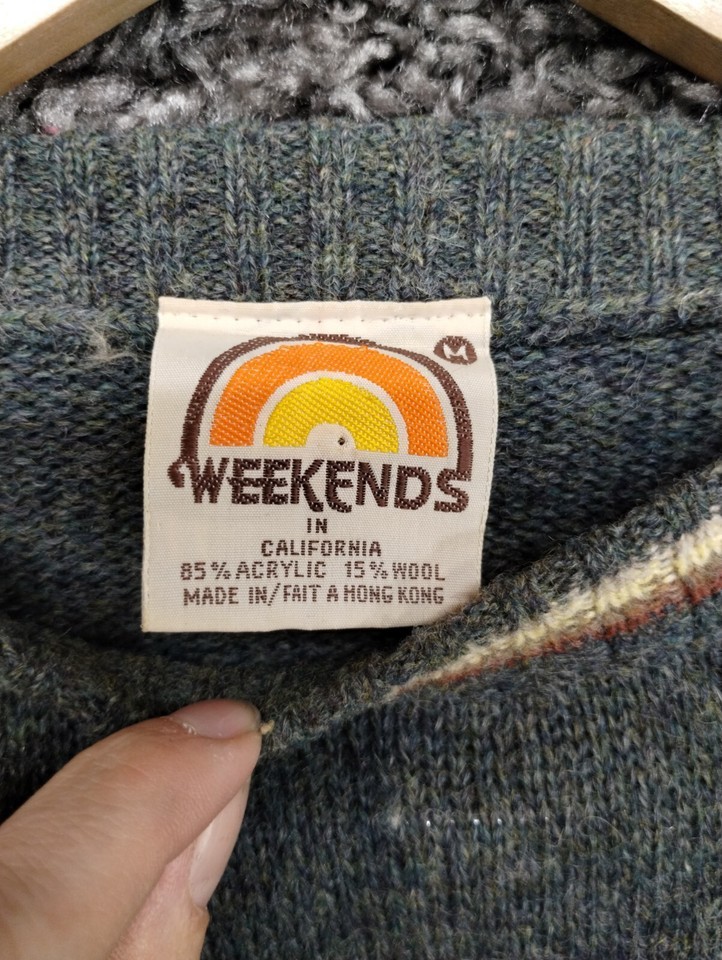 M
WEEKENDS
IN
CALIFORNIA
85% ACRYLIC 15% WOOL
MADE IN/FAIT A HONG KONG